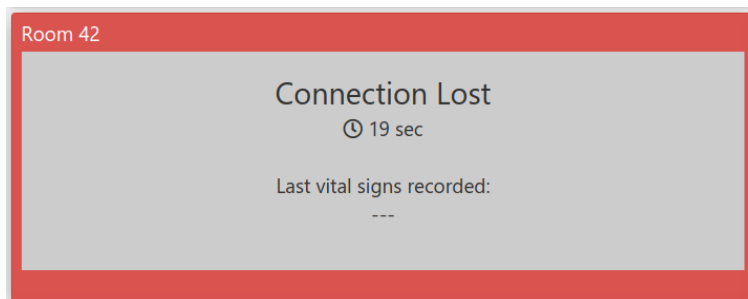 Room 42
Connection Lost
19 sec
Last vital signs recorded:
---